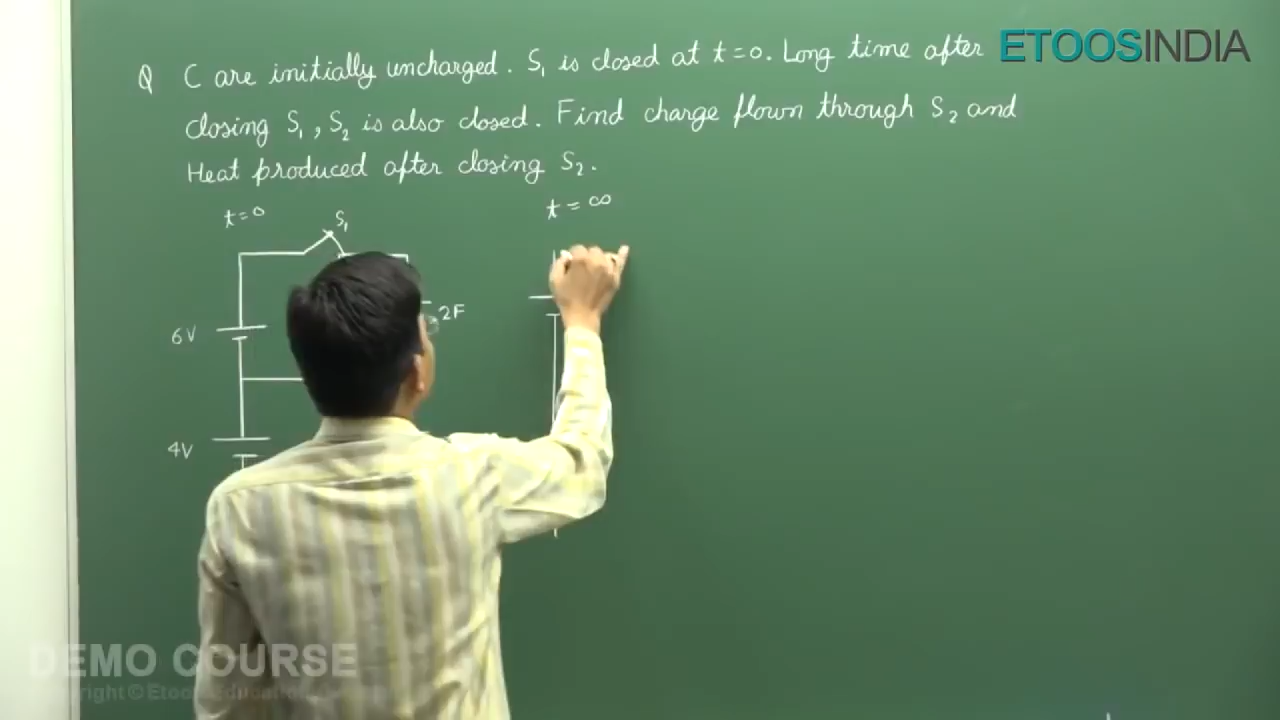 ETOOSINDIA
Q C are initially uncharged. S1 is closed at t=0. Long time after
closing S1, S2 is also closed. Find charge flown through S2 and
Heat produced after closing S2.
t=0
S1
t=∞
6V
2F
4V
DEMO COURSE